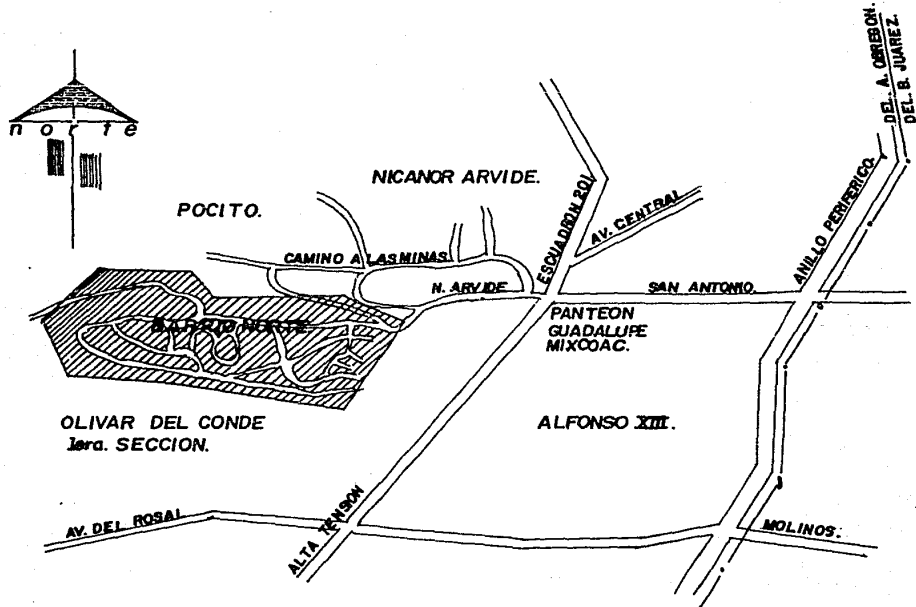 DEL. A. OBREGON.
DEL. B. JUAREZ.
norte
NICANOR ARVIDE.
POCITO.
ESCUADRON 201.
AV. CENTRAL
ANILLO PERIFERICO.
CAMINO A LAS MINAS.
N. ARVIDE
SAN ANTONIO.
BARRIO NORTE
PANTEON
GUADALUPE
MIXCOAC.
OLIVAR DEL CONDE
1era. SECCION.
ALFONSO XIII.
ALTA TENSION
AV. DEL ROSAL
MOLINOS.